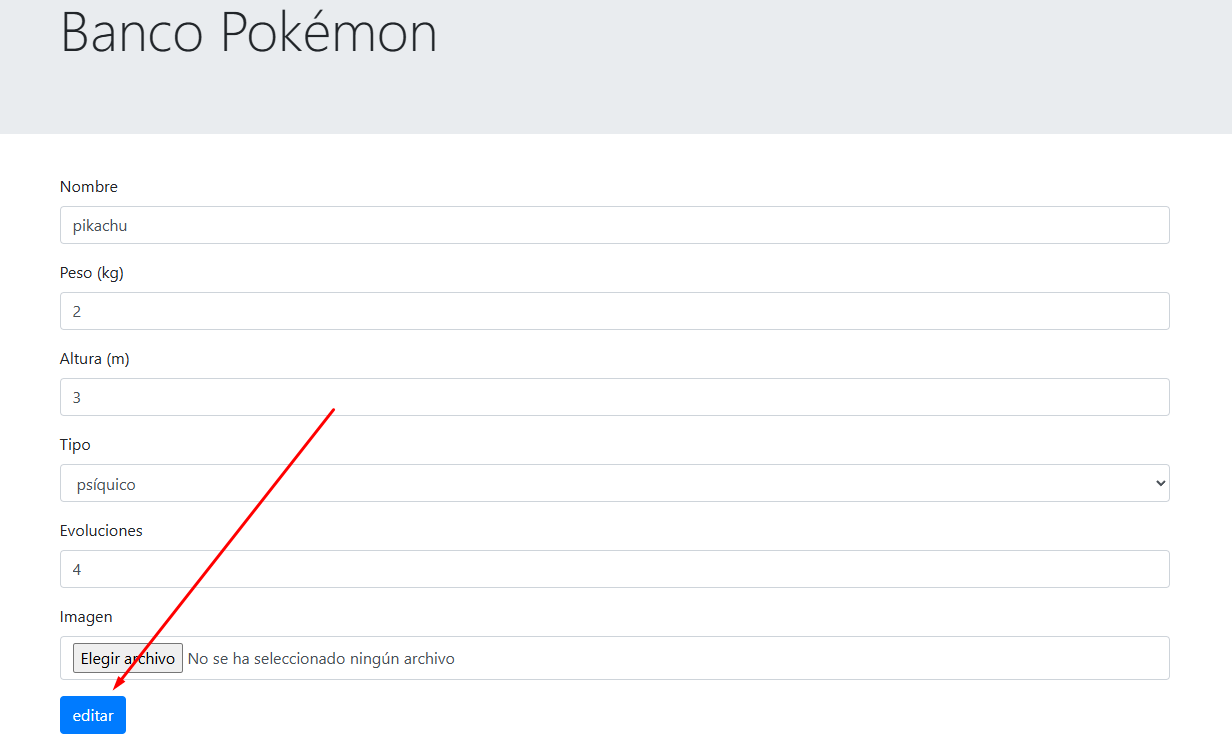 Banco Pokémon
Nombre
pikachu
Peso (kg)
2
Altura (m)
3
Tipo
psíquico
Evoluciones
4
Imagen
Elegir archivo No se ha seleccionado ningún archivo
editar